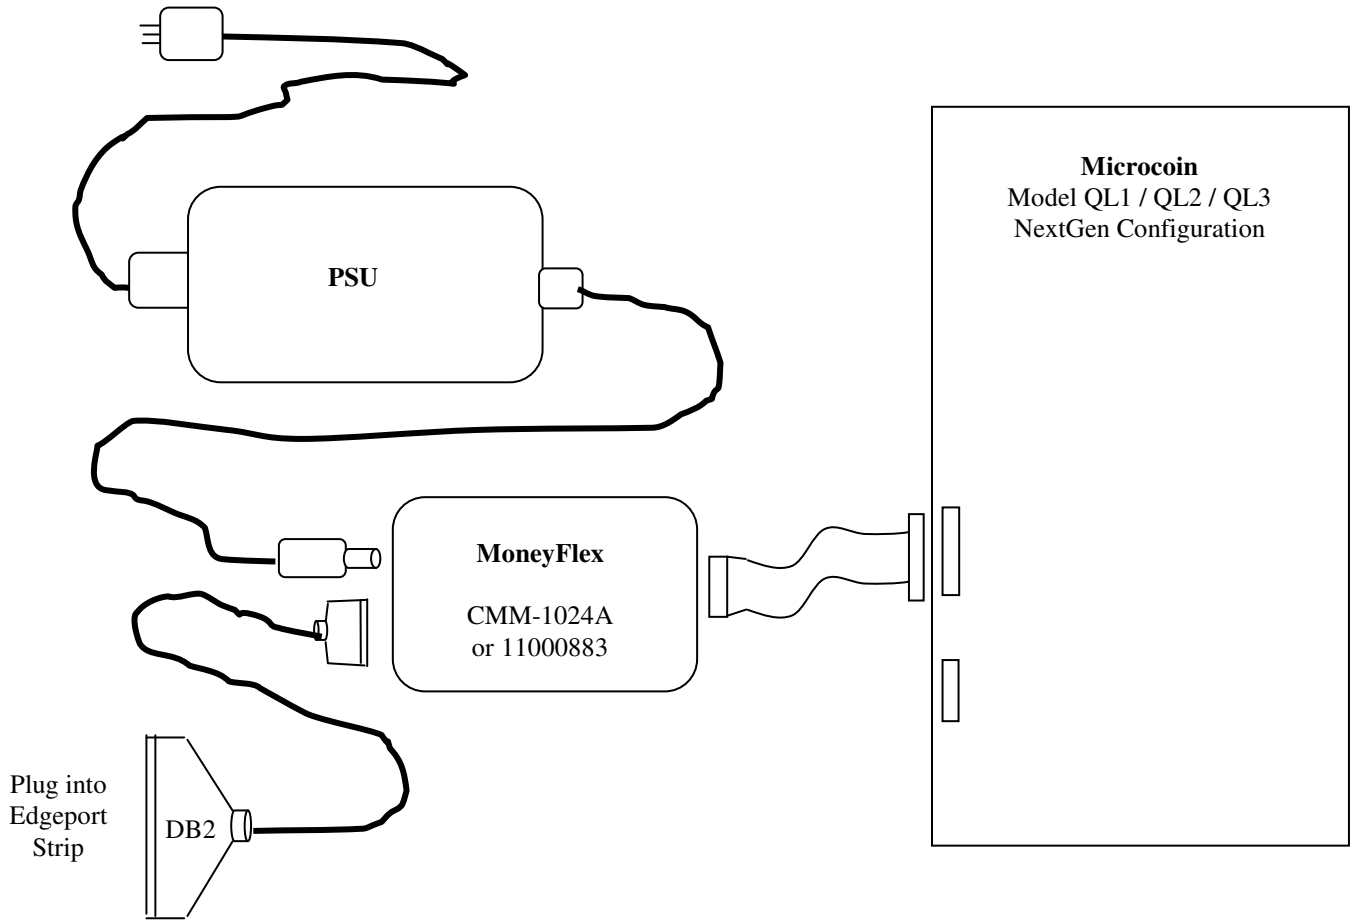 Microcoin
Model QL1 / QL2 / QL3
NextGen Configuration
PSU
MoneyFlex
CMM-1024A
or 11000883
Plug into
Edgeport
Strip
DB2